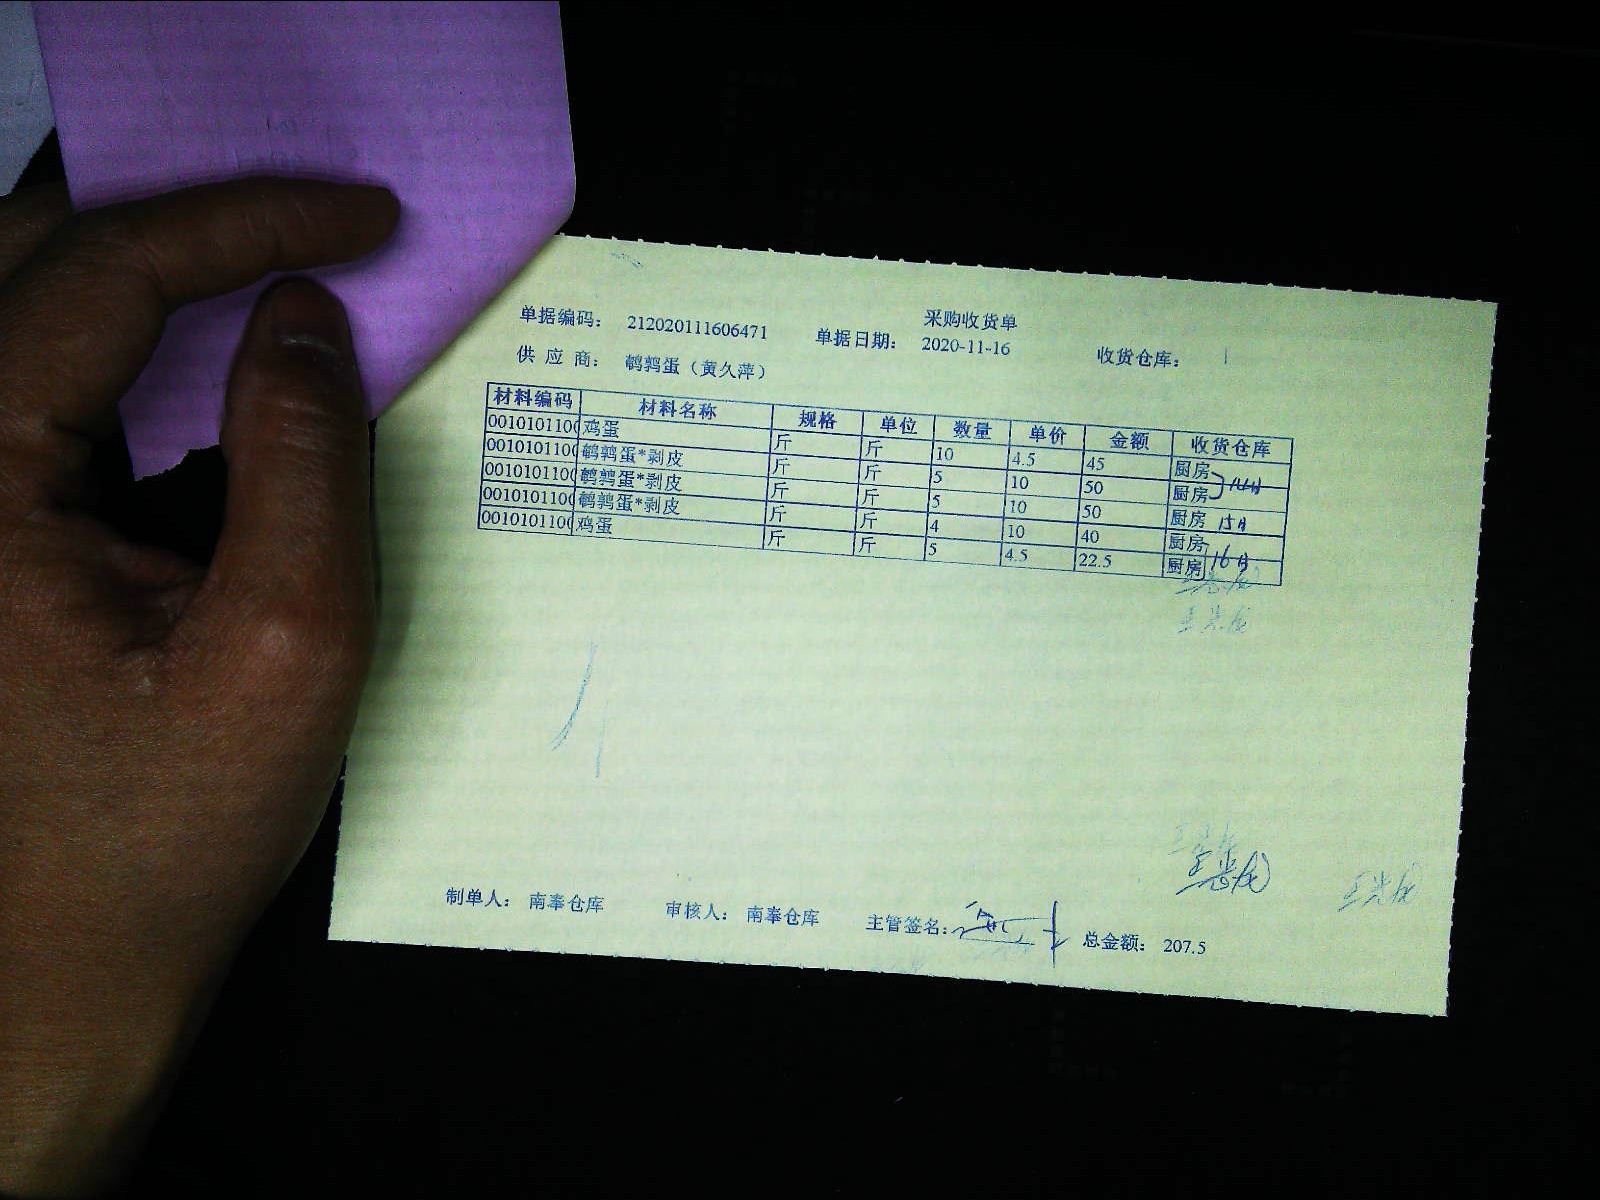 采购收货单
单据编码： 212020111606471 单据日期： 2020-11-16 收货仓库：
供 应 商： 鹌鹑蛋（黄久萍）
材料编码 材料名称 规格 单位 数量 单价 金额 收货仓库
0010101100 鸡蛋 斤 斤 10 4.5 45 厨房
0010101100 鹌鹑蛋*剥皮 斤 斤 5 10 50 厨房
0010101100 鹌鹑蛋*剥皮 斤 斤 5 10 50 厨房 15日
0010101100 鹌鹑蛋*剥皮 斤 斤 4 10 40 厨房
0010101100 鸡蛋 斤 斤 5 4.5 22.5 厨房 16日
制单人： 南奉仓库 审核人： 南奉仓库 主管签名： 总金额： 207.5